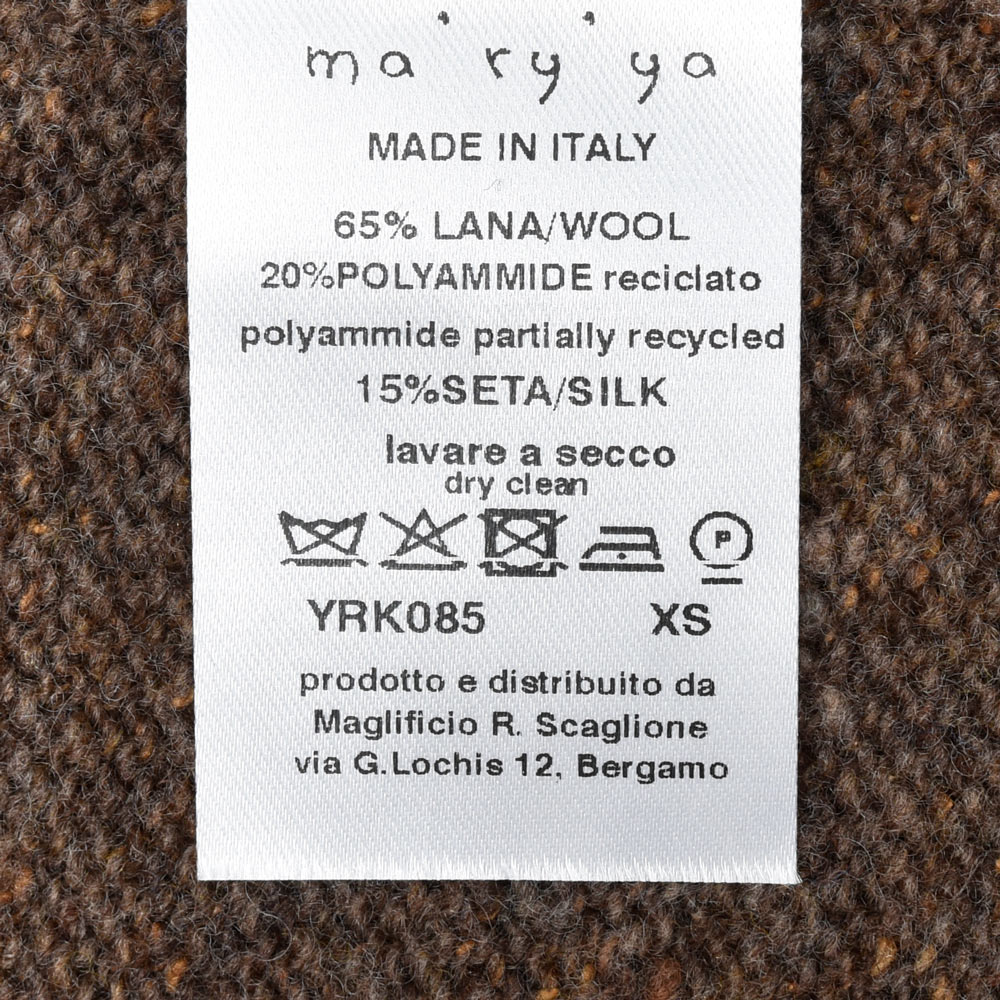 ma'ry'ya
MADE IN ITALY
65% LANA/WOOL
20%POLYAMMIDE reciclato
polyammide partially recycled
15%SETA/SILK
lavare a secco
dry clean
P
YRK085 XS
prodotto e distribuito da
Maglificio R. Scaglione
via G.Lochis 12, Bergamo